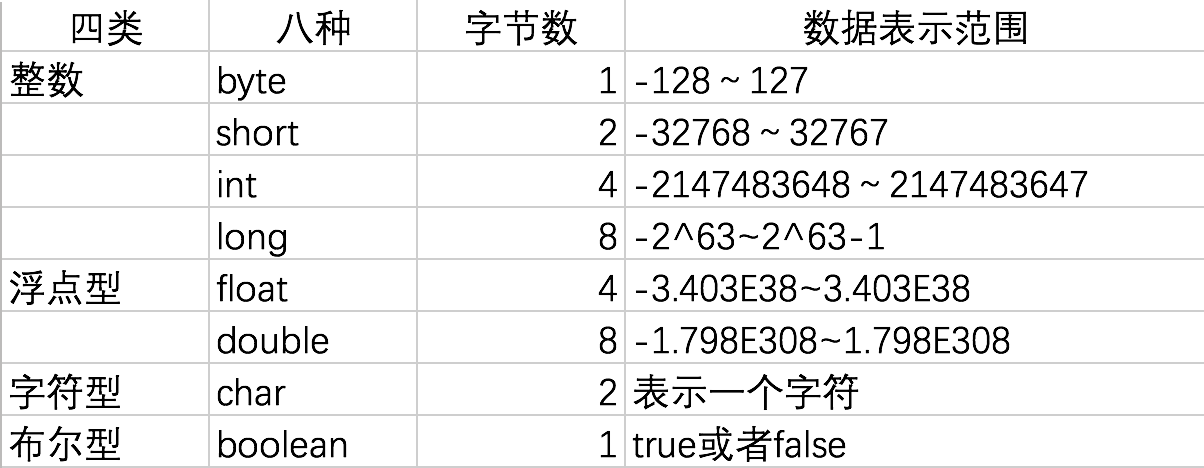 四类 八种 字节数 数据表示范围
整数 byte 1 -128 ~ 127
short 2 -32768 ~ 32767
int 4 -2147483648 ~ 2147483647
long 8 -2^63~2^63-1
浮点型 float 4 -3.403E38~3.403E38
double 8 -1.798E308~1.798E308
字符型 char 2 表示一个字符
布尔型 boolean 1 true或者false